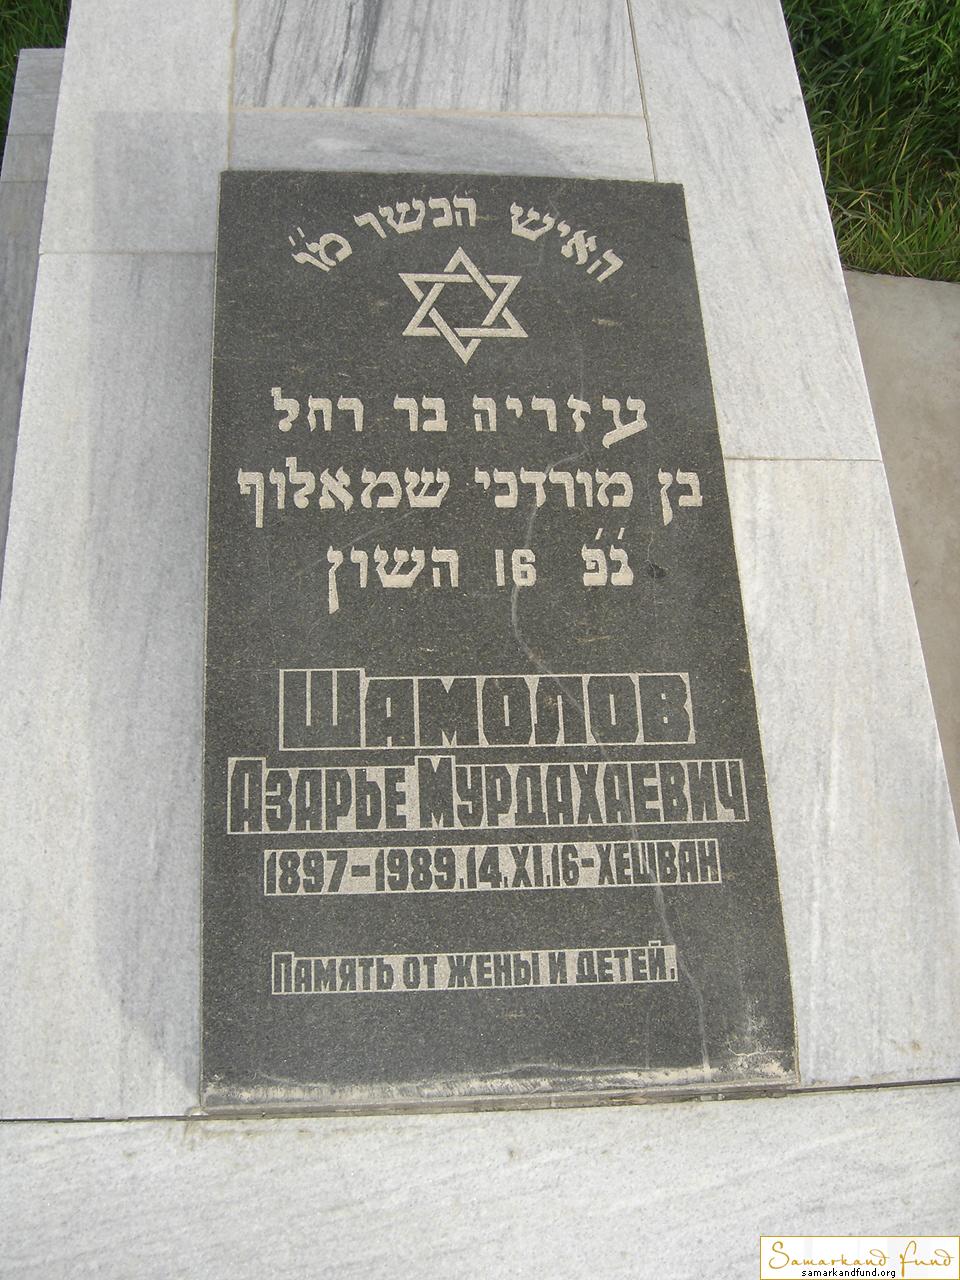 האיש הכשר מ״ו
עזריה בר רחל
בן מורדכי שמאלוף
נ׳פ׳ 16 השון
Шамолов
Азарье Мурдахаевич
1897-1989.14.XI.16-Хешван
Память от жены и детей.
Samarkand Fund
samarkandfund.org